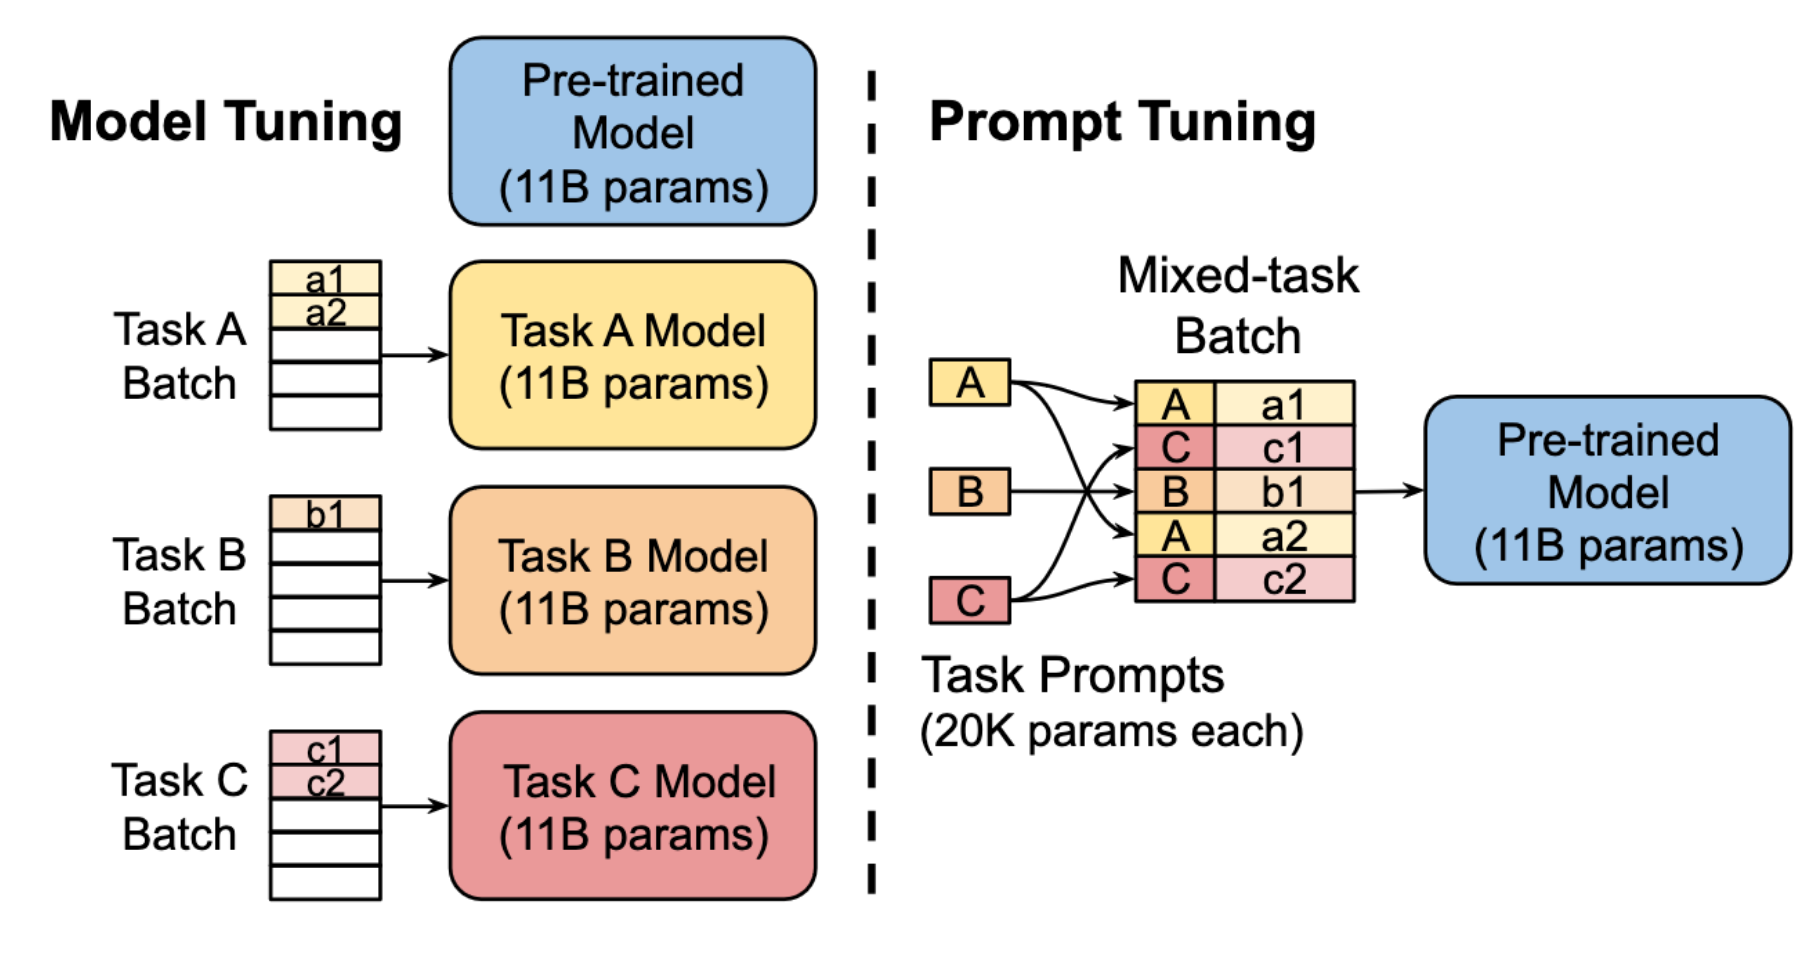 Model Tuning
Pre-trained
Model
(11B params)
Task A
Batch
a1
a2
Task A Model
(11B params)
Task B
Batch
b1
Task B Model
(11B params)
Task C
Batch
c1
c2
Task C Model
(11B params)
Prompt Tuning
Mixed-task
Batch
A
B
C
A a1
C c1
B b1
A a2
C c2
Task Prompts
(20K params each)
Pre-trained
Model
(11B params)